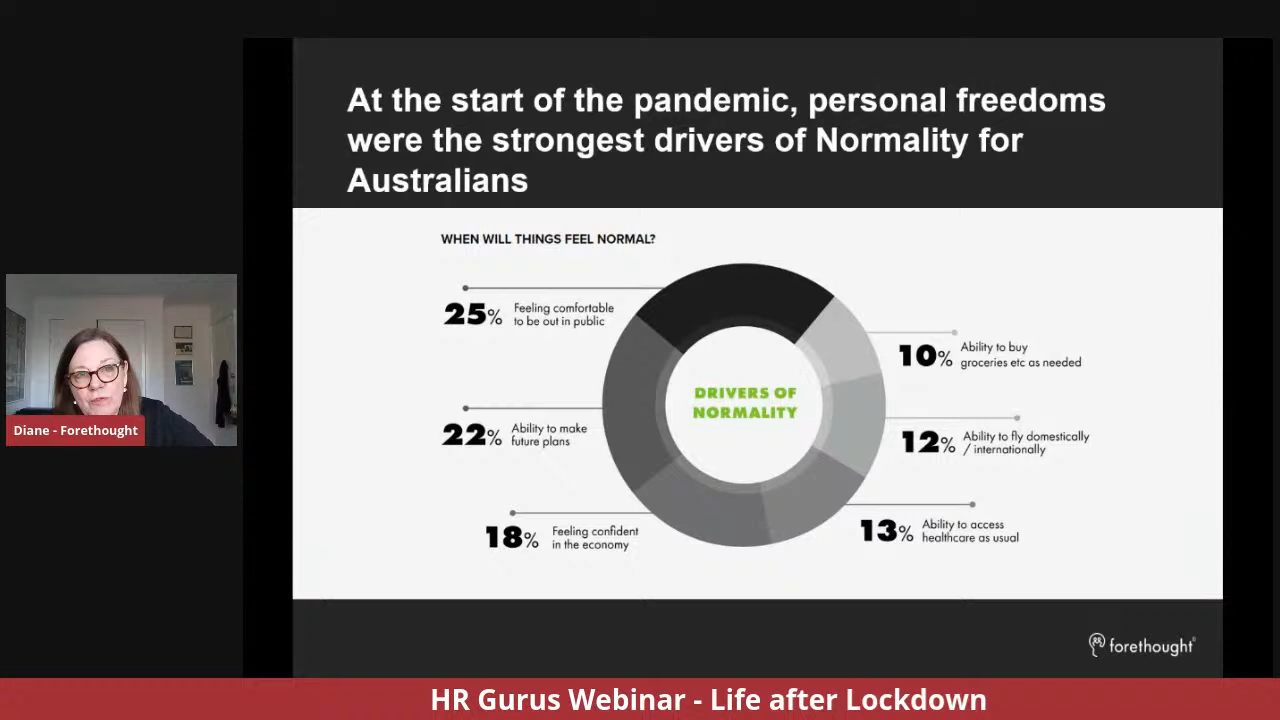 At the start of the pandemic, personal freedoms
were the strongest drivers of Normality for
Australians
WHEN WILL THINGS FEEL NORMAL?
25% Feeling comfortable
to be out in public
22% Ability to make
future plans
18% Feeling confident
in the economy
DRIVERS OF
NORMALITY
10% Ability to buy
groceries etc as needed
12% Ability to fly domestically
/ internationally
13% Ability to access
healthcare as usual
Diane - Forethought
forethought
HR Gurus Webinar - Life after Lockdown